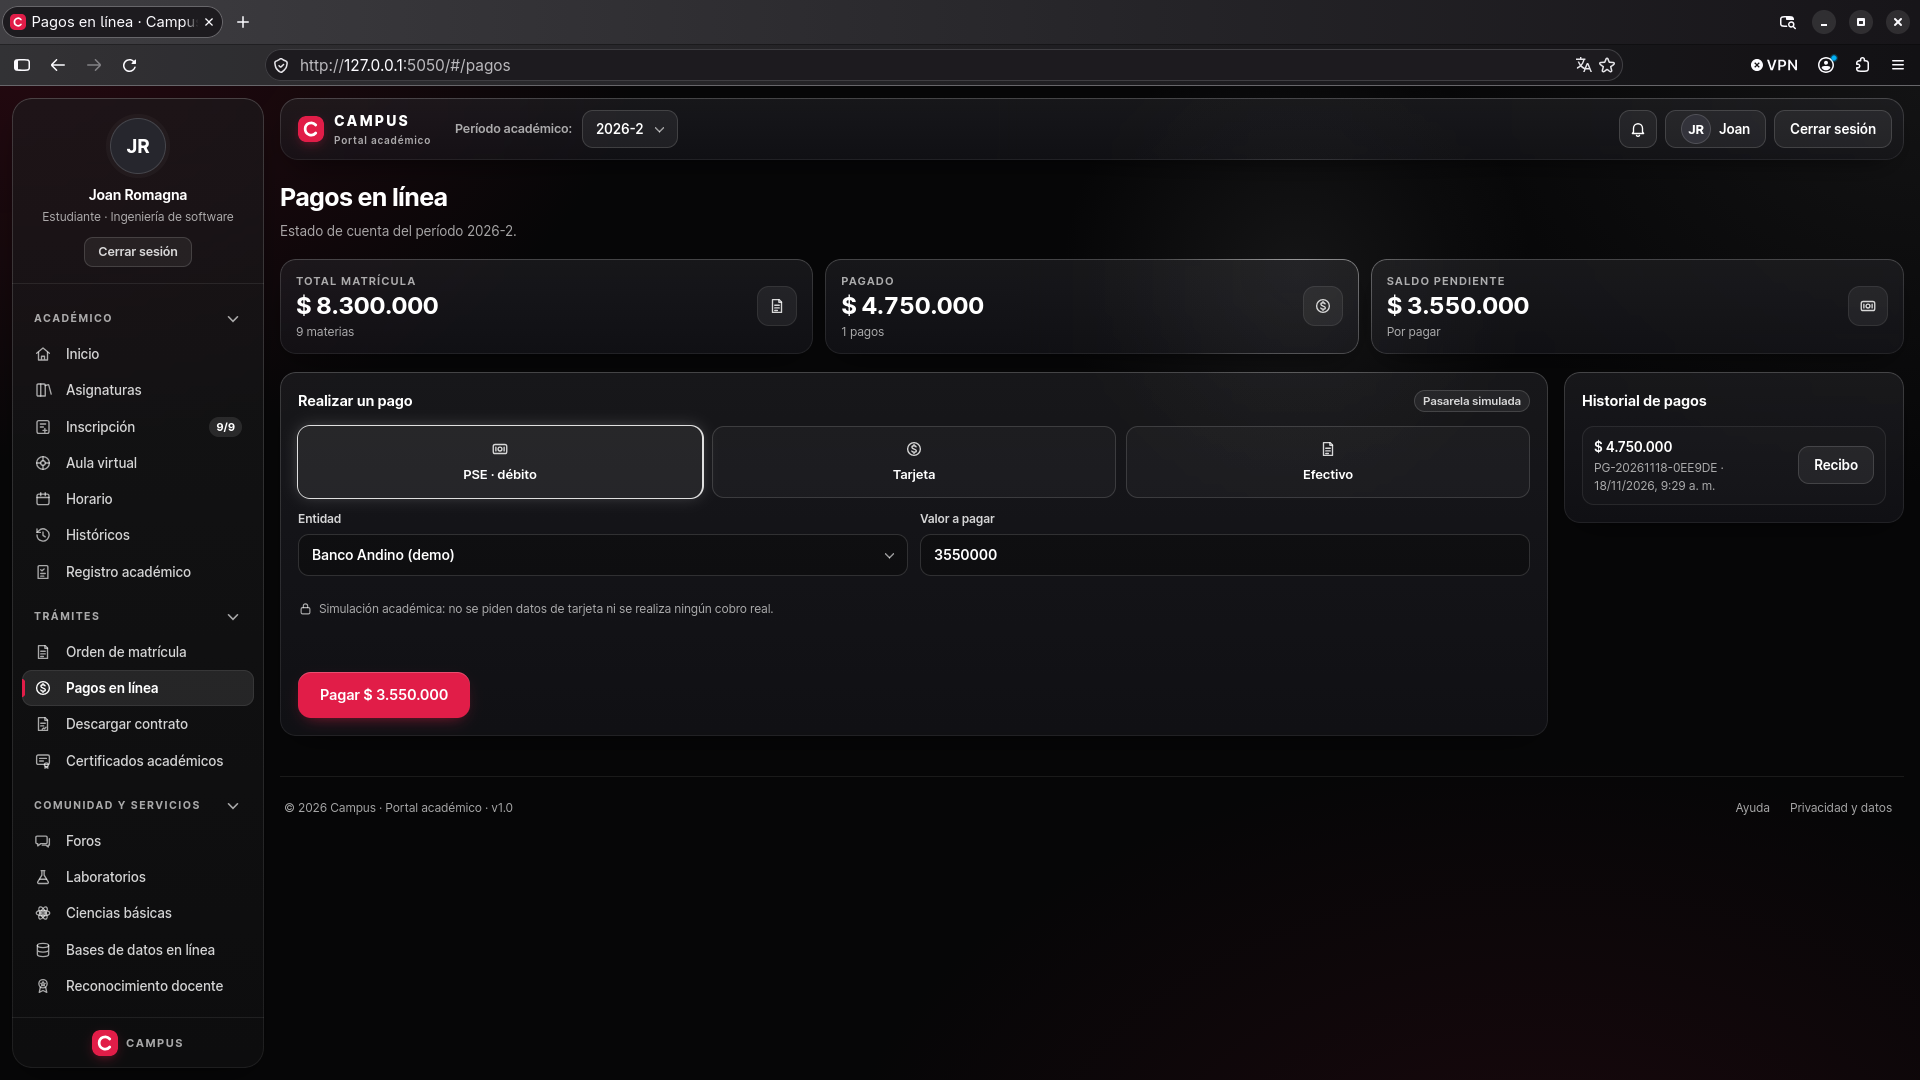 Pagos en línea · Campu
http://127.0.0.1:5050/#/pagos
VPN
JR
Joan Romagna
Estudiante · Ingeniería de software
Cerrar sesión
ACADÉMICO
Inicio
Asignaturas
Inscripción 9/9
Aula virtual
Horario
Históricos
Registro académico
TRÁMITES
Orden de matrícula
Pagos en línea
Descargar contrato
Certificados académicos
COMUNIDAD Y SERVICIOS
Foros
Laboratorios
Ciencias básicas
Bases de datos en línea
Reconocimiento docente
C CAMPUS
C CAMPUS
Portal académico
Período académico: 2026-2
JR Joan
Cerrar sesión
Pagos en línea
Estado de cuenta del período 2026-2.
TOTAL MATRÍCULA
$ 8.300.000
9 materias
PAGADO
$ 4.750.000
1 pagos
SALDO PENDIENTE
$ 3.550.000
Por pagar
Realizar un pago
Pasarela simulada
PSE · débito
Tarjeta
Efectivo
Entidad
Banco Andino (demo)
Valor a pagar
3550000
Simulación académica: no se piden datos de tarjeta ni se realiza ningún cobro real.
Pagar $ 3.550.000
Historial de pagos
$ 4.750.000
PG-20261118-0EE9DE ·
18/11/2026, 9:29 a. m.
Recibo
© 2026 Campus · Portal académico · v1.0
Ayuda
Privacidad y datos